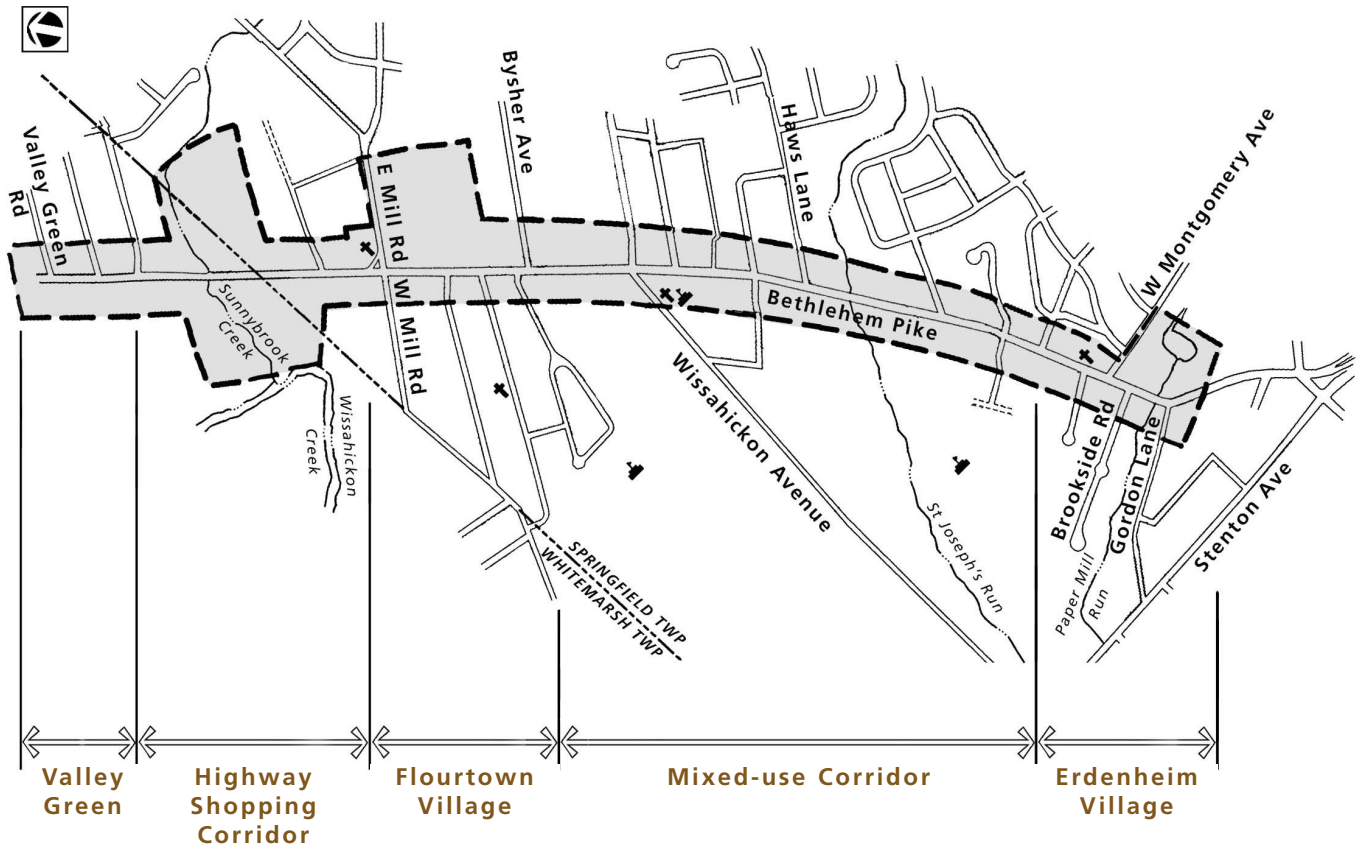 Valley Green
Rd
Sunnybrook
Creek
Wissahickon
Creek
E Mill Rd
W Mill Rd
Bysher Ave
SPRINGFIELD TWP
WHITEMARSH TWP
Wissahickon Avenue
Haws Lane
Bethlehem Pike
St Joseph's Run
W Montgomery Ave
Brookside Rd
Gordon Lane
Paper Mill
Run
Stenton Ave
Valley
Green
Highway
Shopping
Corridor
Flourtown
Village
Mixed-use Corridor
Erdenheim
Village